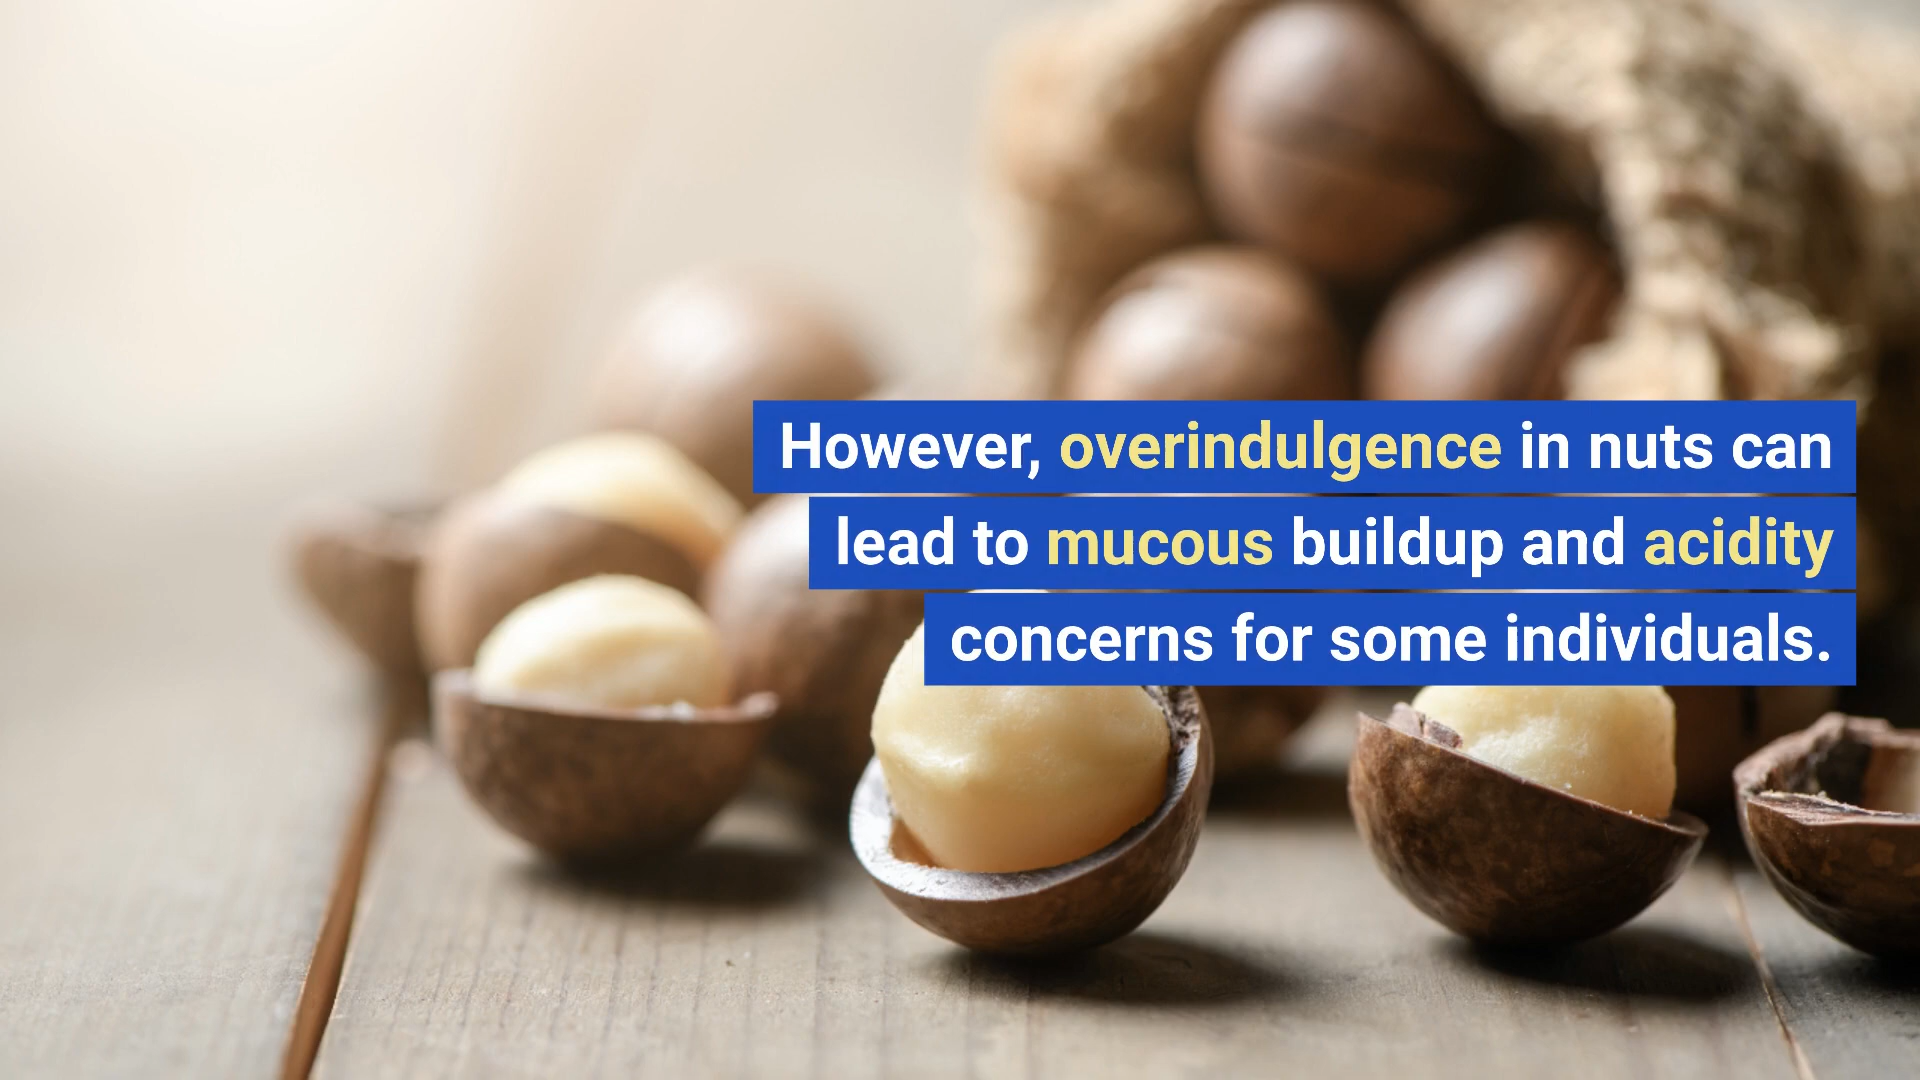 However, overindulgence in nuts can
lead to mucous buildup and acidity
concerns for some individuals.